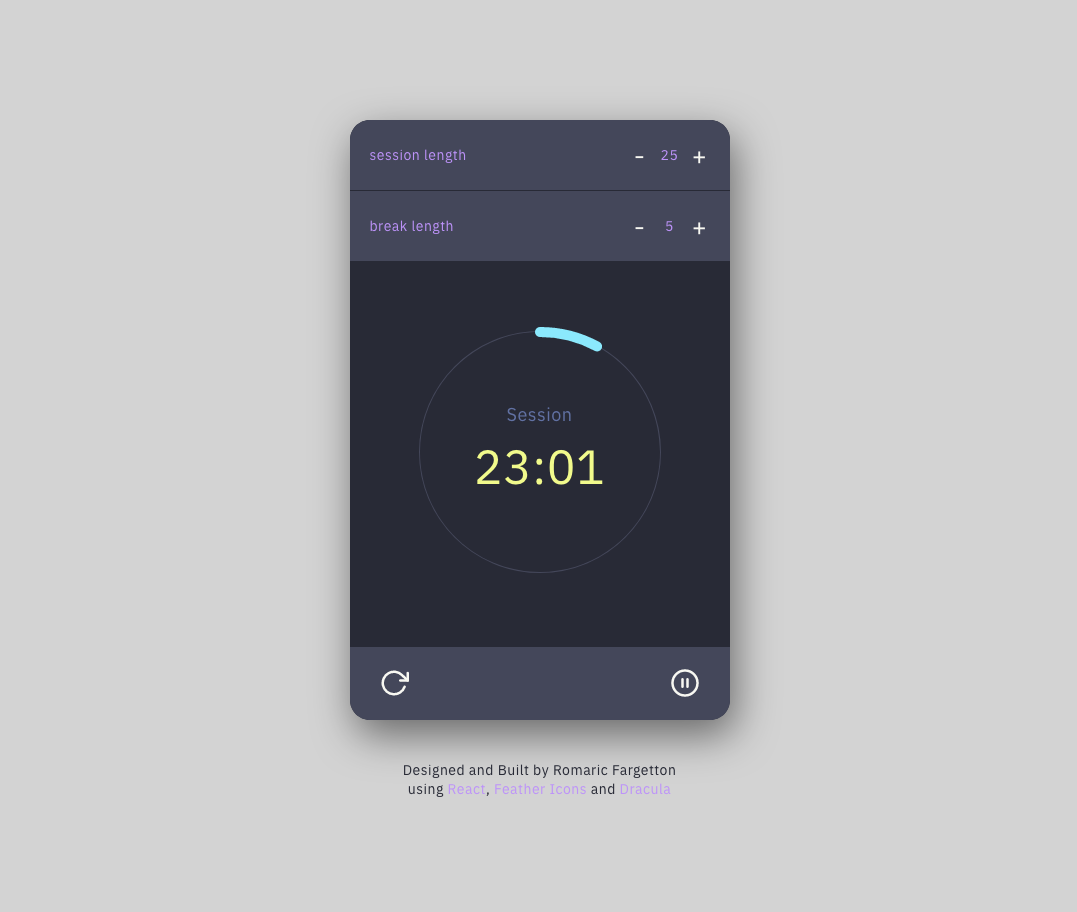 session length - 25 +
break length - 5 +
Session
23:01
Designed and Built by Romaric Fargetton
using React, Feather Icons and Dracula